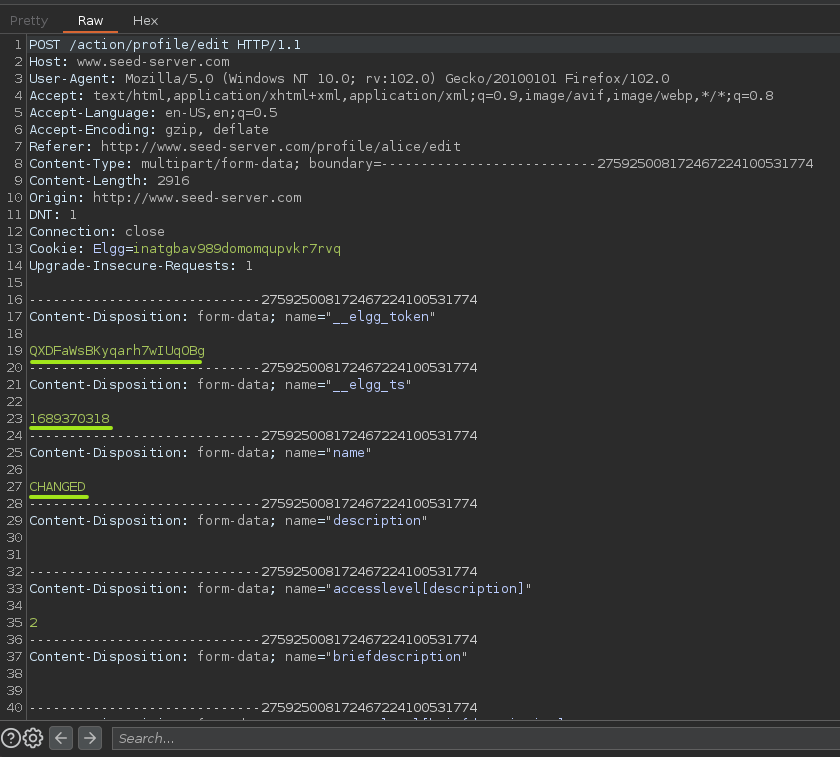 Pretty Raw Hex
1 POST /action/profile/edit HTTP/1.1
2 Host: www.seed-server.com
3 User-Agent: Mozilla/5.0 (Windows NT 10.0; rv:102.0) Gecko/20100101 Firefox/102.0
4 Accept: text/html,application/xhtml+xml,application/xml;q=0.9,image/avif,image/webp,*/*;q=0.8
5 Accept-Language: en-US,en;q=0.5
6 Accept-Encoding: gzip, deflate
7 Referer: http://www.seed-server.com/profile/alice/edit
8 Content-Type: multipart/form-data; boundary=---------------------------275925008172467224100531774
9 Content-Length: 2916
10 Origin: http://www.seed-server.com
11 DNT: 1
12 Connection: close
13 Cookie: Elgg=inatgbav989domomqupvkr7rvq
14 Upgrade-Insecure-Requests: 1
15
16 -----------------------------275925008172467224100531774
17 Content-Disposition: form-data; name="__elgg_token"
18
19 QXDFaWsBKyqarh7wIUqOBg
20 -----------------------------275925008172467224100531774
21 Content-Disposition: form-data; name="__elgg_ts"
22
23 1689370318
24 -----------------------------275925008172467224100531774
25 Content-Disposition: form-data; name="name"
26
27 CHANGED
28 -----------------------------275925008172467224100531774
29 Content-Disposition: form-data; name="description"
30
31
32 -----------------------------275925008172467224100531774
33 Content-Disposition: form-data; name="accesslevel[description]"
34
35 2
36 -----------------------------275925008172467224100531774
37 Content-Disposition: form-data; name="briefdescription"
38
39
40 -----------------------------275925008172467224100531774
Search...